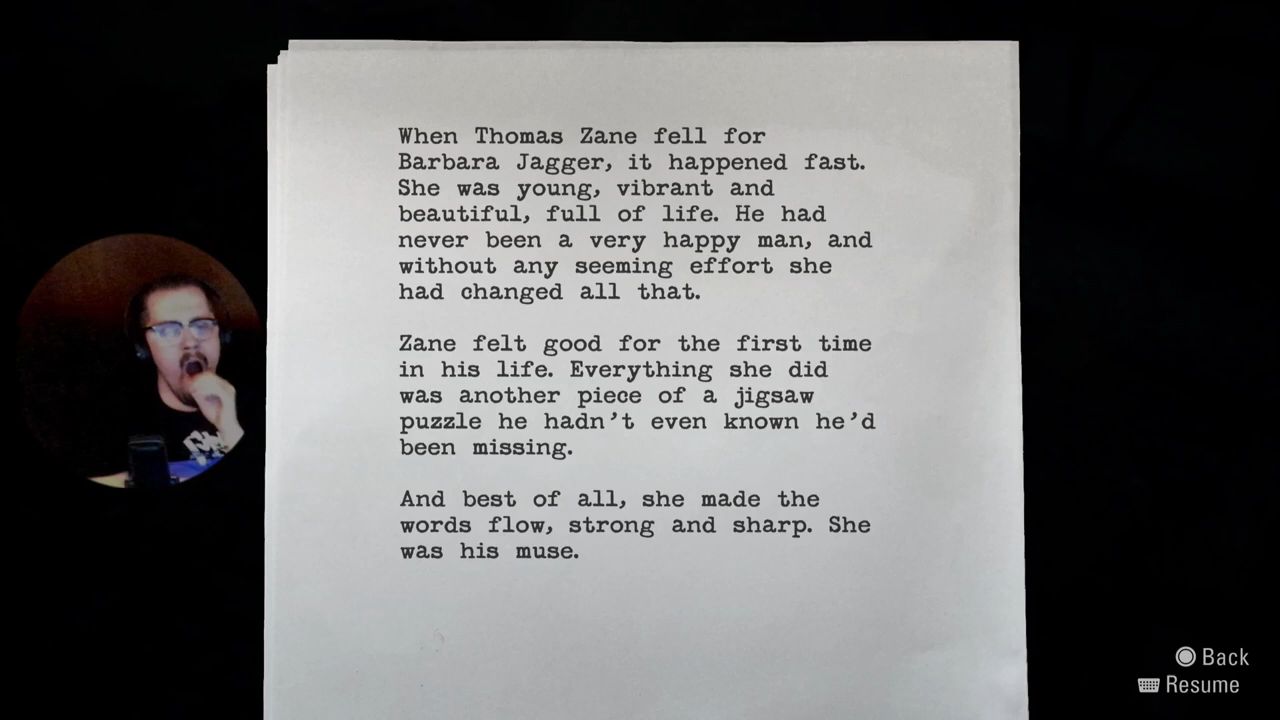 When Thomas Zane fell for
Barbara Jagger, it happened fast.
She was young, vibrant and
beautiful, full of life. He had
never been a very happy man, and
without any seeming effort she
had changed all that.
Zane felt good for the first time
in his life. Everything she did
was another piece of a jigsaw
puzzle he hadn’t even known he’d
been missing.
And best of all, she made the
words flow, strong and sharp. She
was his muse.
Back
Resume